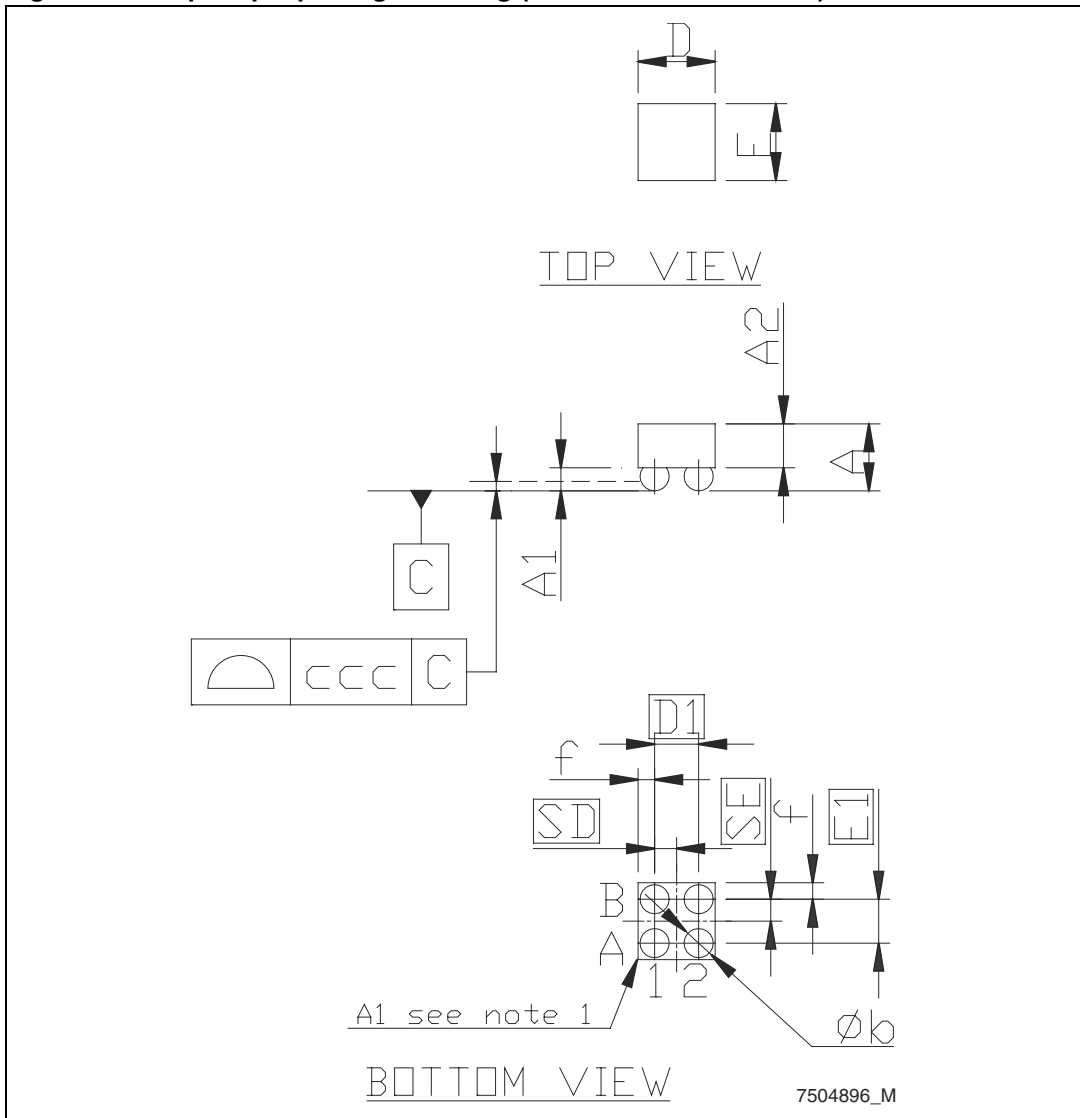 D
E
TOP VIEW
A2
A
A1
C
ccc C
D1
f
SD
SE
f
E1
B
A
1 2
A1 see note 1
Øb
BOTTOM VIEW
7504896_M